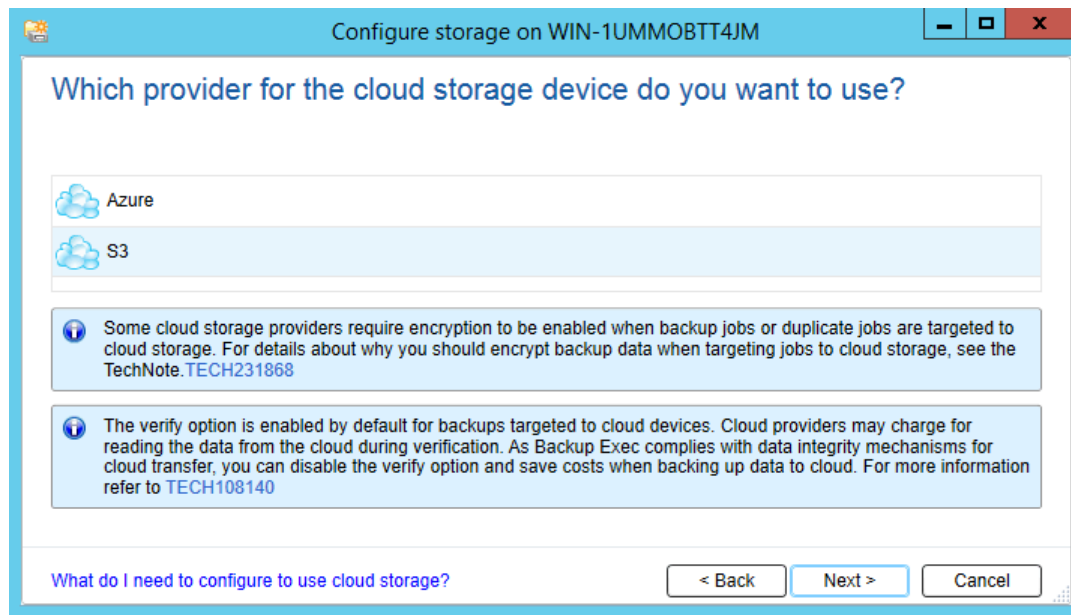 Configure storage on WIN-1UMMOBTT4JM
x
Which provider for the cloud storage device do you want to use?
Azure
S3
Some cloud storage providers require encryption to be enabled when backup jobs or duplicate jobs are targeted to
cloud storage. For details about why you should encrypt backup data when targeting jobs to cloud storage, see the
TechNote.TECH231868
The verify option is enabled by default for backups targeted to cloud devices. Cloud providers may charge for
reading the data from the cloud during verification. As Backup Exec complies with data integrity mechanisms for
cloud transfer, you can disable the verify option and save costs when backing up data to cloud. For more information
refer to TECH108140
What do I need to configure to use cloud storage?
< Back
Next >
Cancel